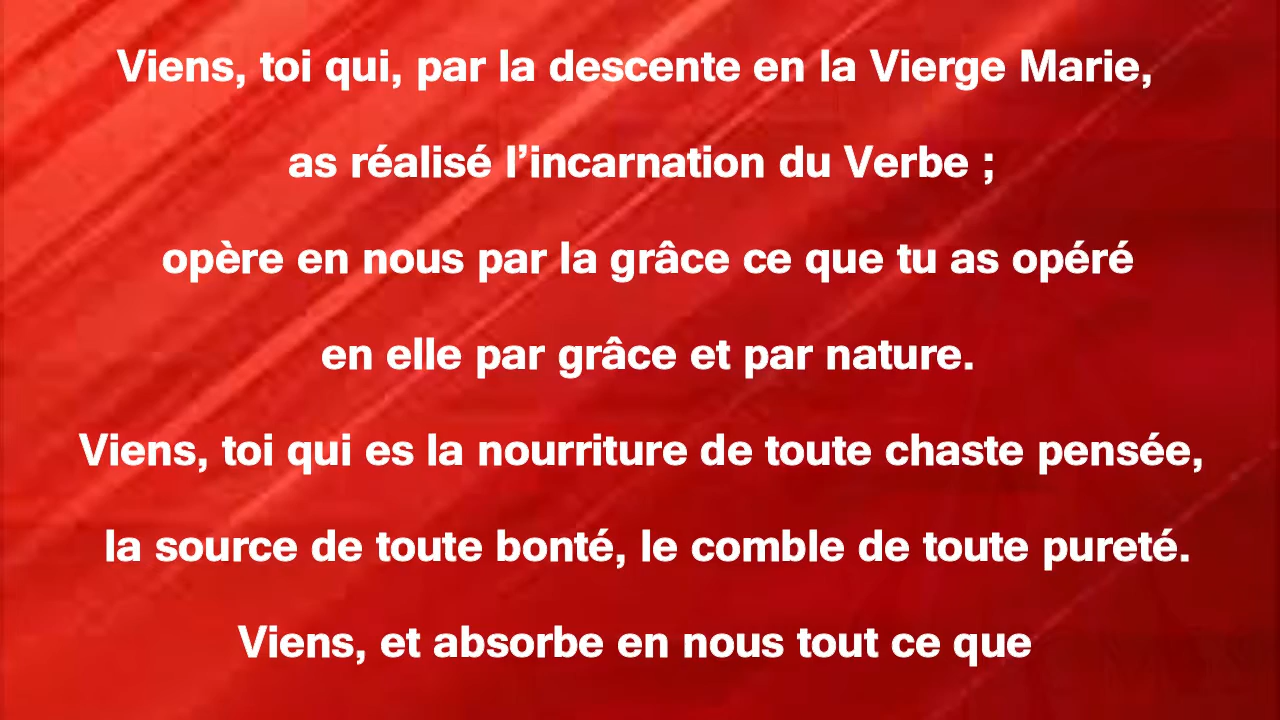 Viens, toi qui, par la descente en la Vierge Marie,
as réalisé l’incarnation du Verbe ;
opère en nous par la grâce ce que tu as opéré
en elle par grâce et par nature.
Viens, toi qui es la nourriture de toute chaste pensée,
la source de toute bonté, le comble de toute pureté.
Viens, et absorbe en nous tout ce que